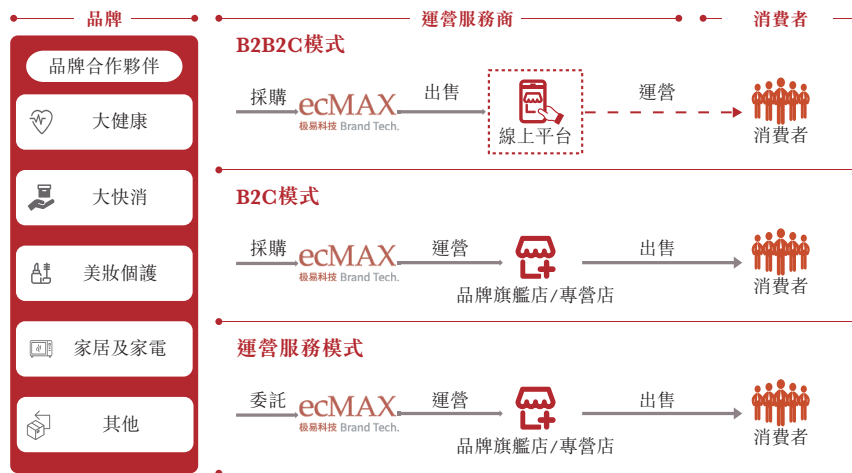 品牌
運營服務商
消費者
品牌合作夥伴
大健康
大快消
美妝個護
家居及家電
其他
B2B2C模式
採購
ecMAX
极易科技 Brand Tech.
出售
線上平台
運營
消費者
B2C模式
採購
ecMAX
极易科技 Brand Tech.
運營
品牌旗艦店/專營店
出售
消費者
運營服務模式
委託
ecMAX
极易科技 Brand Tech.
運營
品牌旗艦店/專營店
出售
消費者